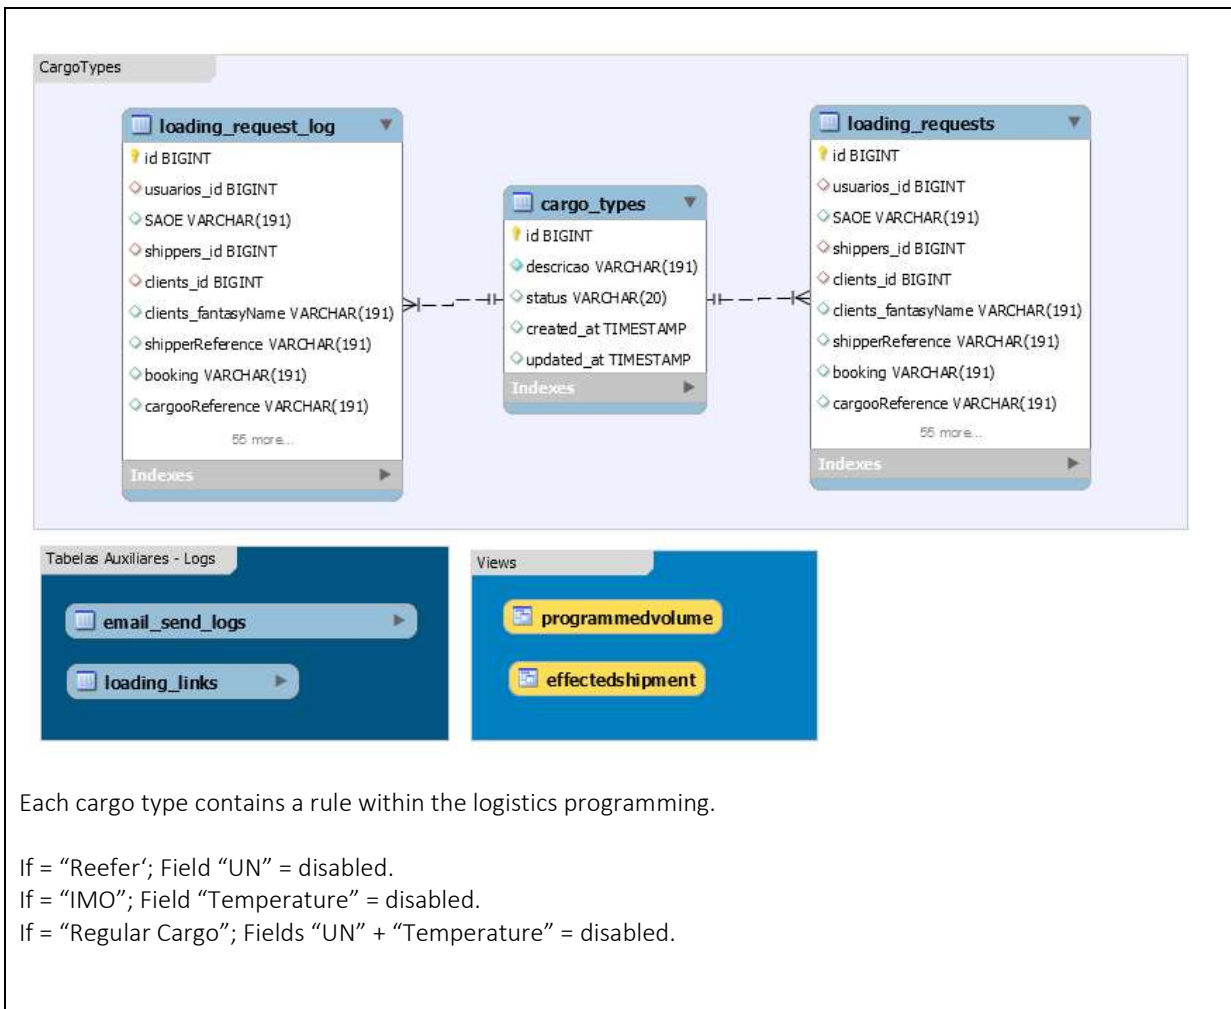 CargoTypes
loading_request_log
id BIGINT
usuarios_id BIGINT
SAOE VARCHAR(191)
shippers_id BIGINT
clients_id BIGINT
clients_fantasyName VARCHAR(191)
shipperReference VARCHAR(191)
booking VARCHAR(191)
cargooReference VARCHAR(191)
55 more...
Indexes
cargo_types
id BIGINT
descricao VARCHAR(191)
status VARCHAR(20)
created_at TIMESTAMP
updated_at TIMESTAMP
Indexes
loading_requests
id BIGINT
usuarios_id BIGINT
SAOE VARCHAR(191)
shippers_id BIGINT
clients_id BIGINT
clients_fantasyName VARCHAR(191)
shipperReference VARCHAR(191)
booking VARCHAR(191)
cargooReference VARCHAR(191)
55 more...
Indexes
Tabelas Auxiliares - Logs
email_send_logs
loading_links
Views
programmedvolume
effectedshipment
Each cargo type contains a rule within the logistics programming.
If = “Reefer‘; Field “UN” = disabled.
If = “IMO”; Field “Temperature” = disabled.
If = “Regular Cargo”; Fields “UN” + “Temperature” = disabled.